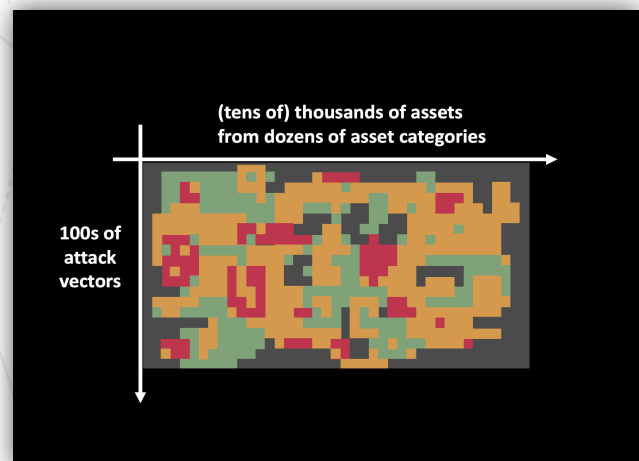 (tens of) thousands of assets
from dozens of asset categories
100s of
attack
vectors